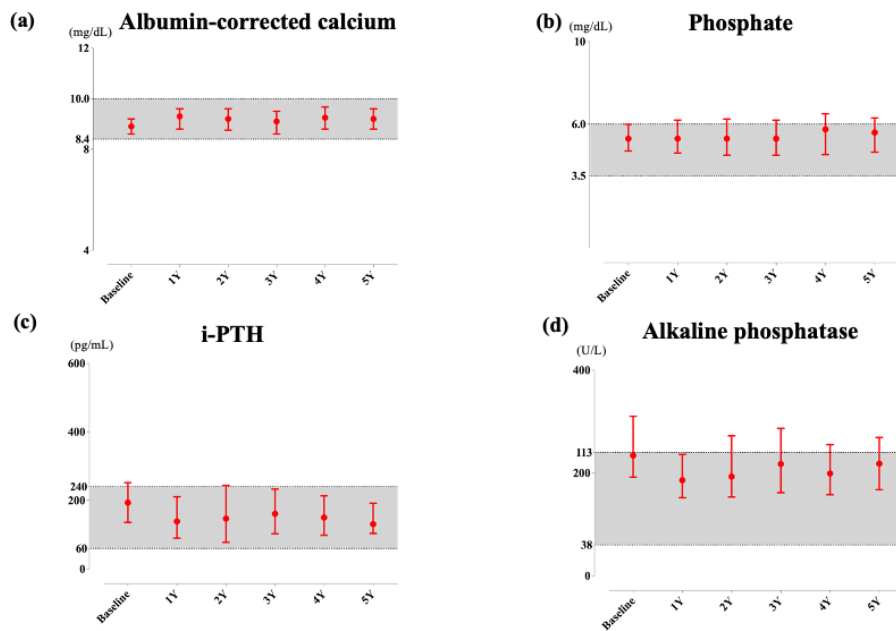 (a) Albumin-corrected calcium
(mg/dL)
12
10.0
8.4
8
4
Baseline 1Y 2Y 3Y 4Y 5Y
(b) Phosphate
(mg/dL)
10
6.0
3.5
Baseline 1Y 2Y 3Y 4Y 5Y
(c) i-PTH
(pg/mL)
600
400
240
200
60
0
Baseline 1Y 2Y 3Y 4Y 5Y
(d) Alkaline phosphatase
(U/L)
400
113
200
38
0
Baseline 1Y 2Y 3Y 4Y 5Y